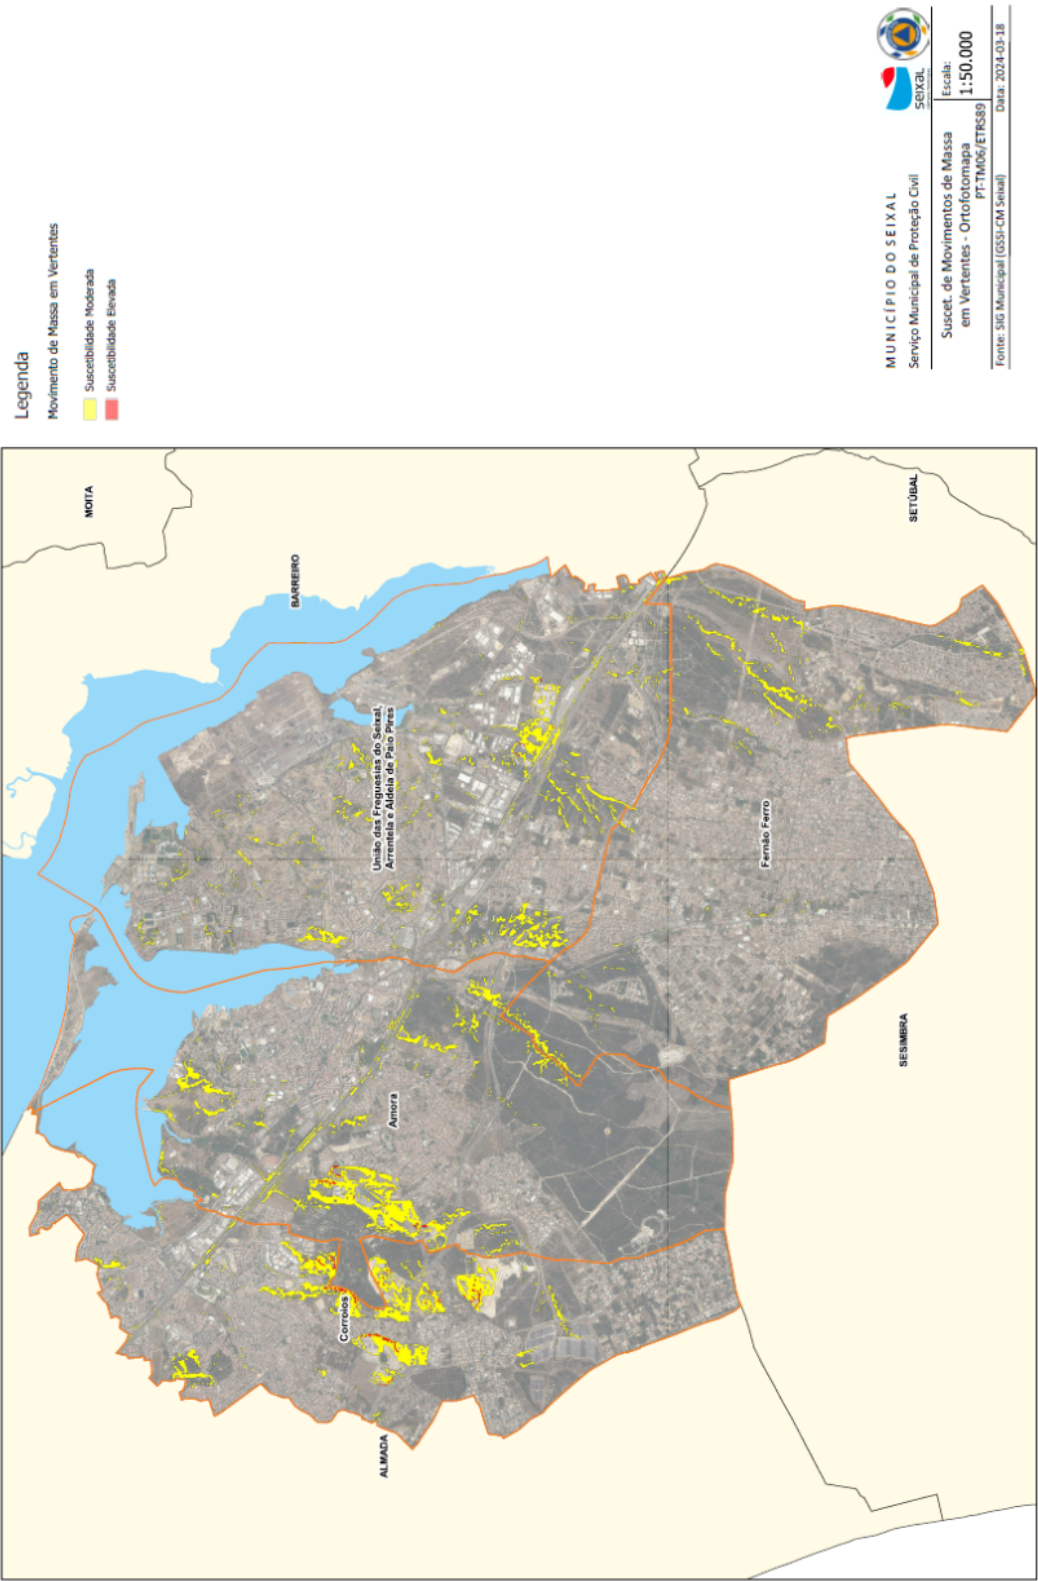 Legenda
Movimento de Massa em Vertentes
Suscetibilidade Moderada
Suscetibilidade Elevada
MOITA
BARREIRO
SETÚBAL
União das Freguesias do Seixal,
Arrentela e Aldeia de Paio Pires
Fernão Ferro
Amora
SESIMBRA
Corroios
ALMADA
seixal
MUNICÍPIO DO SEIXAL
Serviço Municipal de Proteção Civil
Suscet. de Movimentos de Massa
em Vertentes - Ortofotomapa
PT-TM06/ETRS89
Escala:
1:50.000
Fonte: SIG Municipal (GSSI-CM Seixal)
Data: 2024-03-18